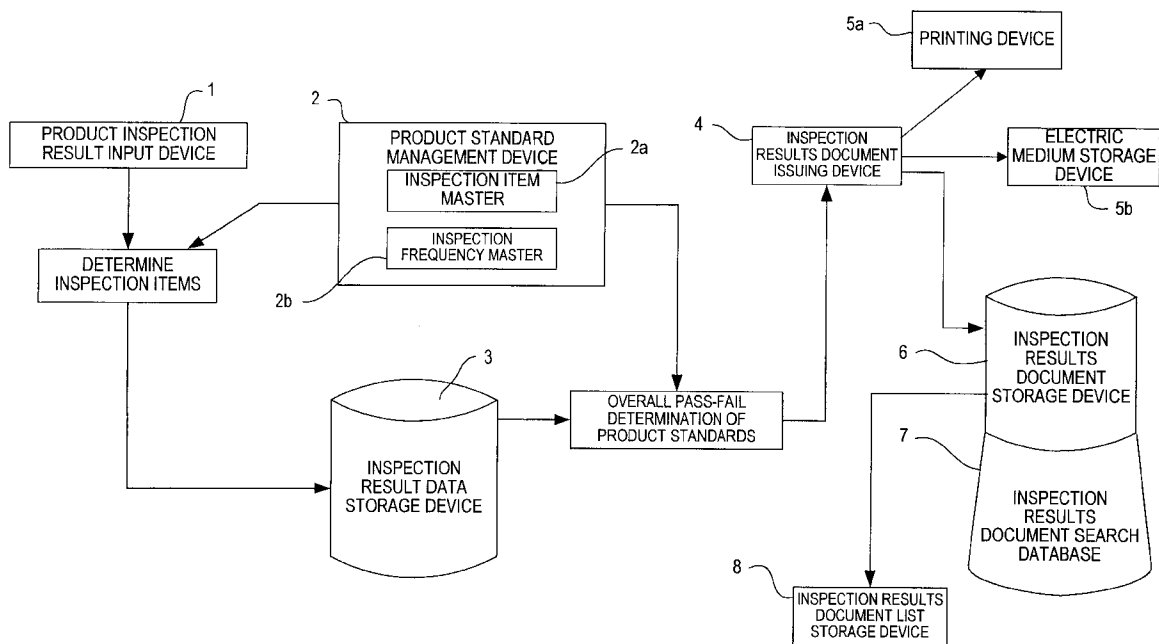 5a
PRINTING DEVICE
1
PRODUCT INSPECTION
RESULT INPUT DEVICE
2
PRODUCT STANDARD
MANAGEMENT DEVICE
2a
INSPECTION ITEM
MASTER
INSPECTION
FREQUENCY MASTER
2b
4
INSPECTION
RESULTS DOCUMENT
ISSUING DEVICE
ELECTRIC
MEDIUM STORAGE
DEVICE
5b
DETERMINE
INSPECTION ITEMS
3
INSPECTION
RESULT DATA
STORAGE DEVICE
OVERALL PASS-FAIL
DETERMINATION OF
PRODUCT STANDARDS
6
INSPECTION
RESULTS
DOCUMENT
STORAGE DEVICE
7
INSPECTION
RESULTS
DOCUMENT SEARCH
DATABASE
8
INSPECTION RESULTS
DOCUMENT LIST
STORAGE DEVICE